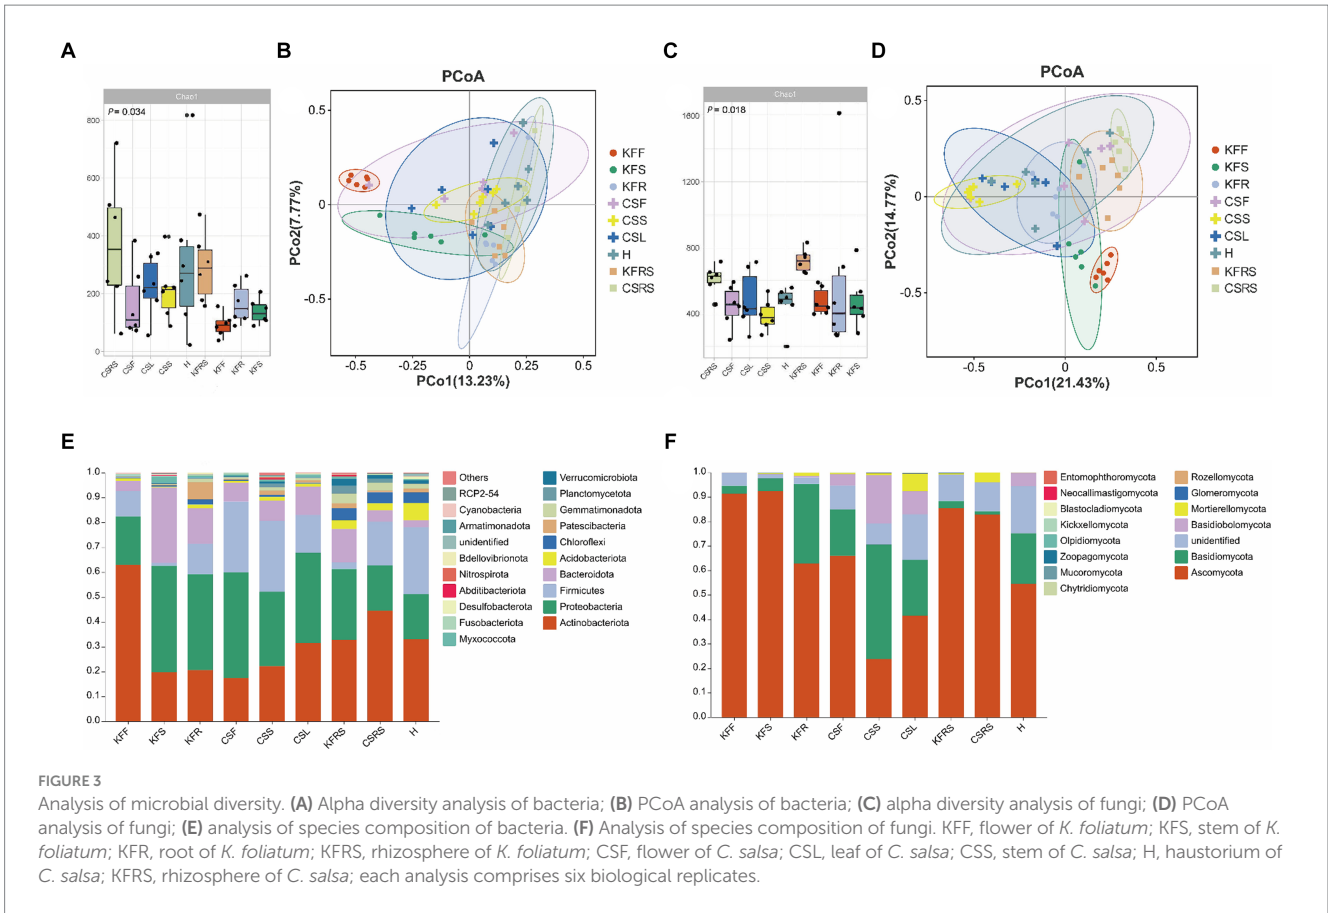 A
B
C
D
Chao1
P = 0.034
800
600
400
200
0
CSRS
CSF
CSL
CSS
H
KFRS
KFF
KFR
KFS
PCoA
PCo2(7.77%)
0.5
0
-0.5
-0.5
-0.25
0
0.25
0.5
PCo1(13.23%)
KFF
KFS
KFR
CSF
CSS
CSL
H
KFRS
CSRS
Chao1
P = 0.018
1600
1200
800
400
CSRS
CSF
CSL
CSS
H
KFRS
KFF
KFR
KFS
PCoA
PCo2(14.77%)
0.5
0
-0.5
-0.5
0
0.5
PCo1(21.43%)
KFF
KFS
KFR
CSF
CSS
CSL
H
KFRS
CSRS
E
1.0
0.9
0.8
0.7
0.6
0.5
0.4
0.3
0.2
0.1
0.0
KFF
KFS
KFR
CSF
CSS
CSL
KFRS
CSRS
H
Others
RCP2-54
Cyanobacteria
Armatimonadota
unidentified
Bdellovibrionota
Nitrospirota
Abditibacteriota
Desulfobacterota
Fusobacteriota
Myxococcota
Verrucomicrobiota
Planctomycetota
Gemmatimonadota
Patescibacteria
Chloroflexi
Acidobacteriota
Bacteroidota
Firmicutes
Proteobacteria
Actinobacteriota
F
1.0
0.9
0.8
0.7
0.6
0.5
0.4
0.3
0.2
0.1
0.0
KFF
KFS
KFR
CSF
CSS
CSL
KFRS
CSRS
H
Entomophthoromycota
Neocallimastigomycota
Blastocladiomycota
Kickxellomycota
Olpidiomycota
Zoopagomycota
Mucoromycota
Chytridiomycota
Rozellomycota
Glomeromycota
Mortierellomycota
Basidiobolomycota
unidentified
Basidiomycota
Ascomycota
FIGURE 3
Analysis of microbial diversity. (A) Alpha diversity analysis of bacteria; (B) PCoA analysis of bacteria; (C) alpha diversity analysis of fungi; (D) PCoA
analysis of fungi; (E) analysis of species composition of bacteria. (F) Analysis of species composition of fungi. KFF, flower of K. foliatum; KFS, stem of K.
foliatum; KFR, root of K. foliatum; KFRS, rhizosphere of K. foliatum; CSF, flower of C. salsa; CSL, leaf of C. salsa; CSS, stem of C. salsa; H, haustorium of
C. salsa; KFRS, rhizosphere of C. salsa; each analysis comprises six biological replicates.